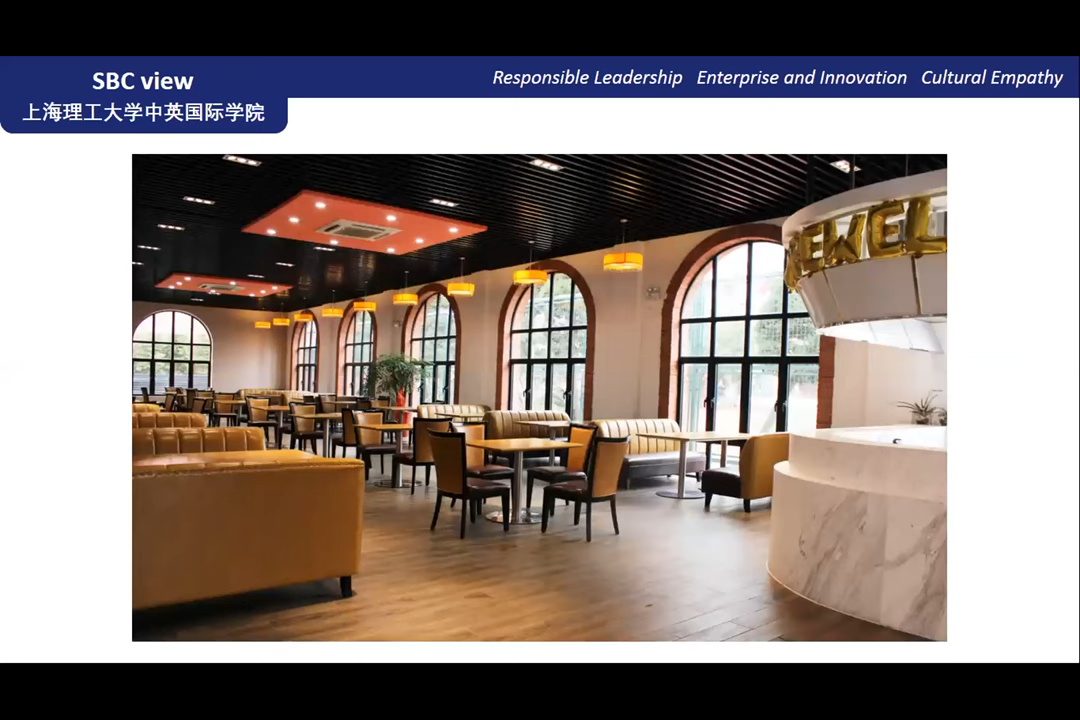 SBC view
上海理工大学中英国际学院
Responsible Leadership Enterprise and Innovation Cultural Empathy